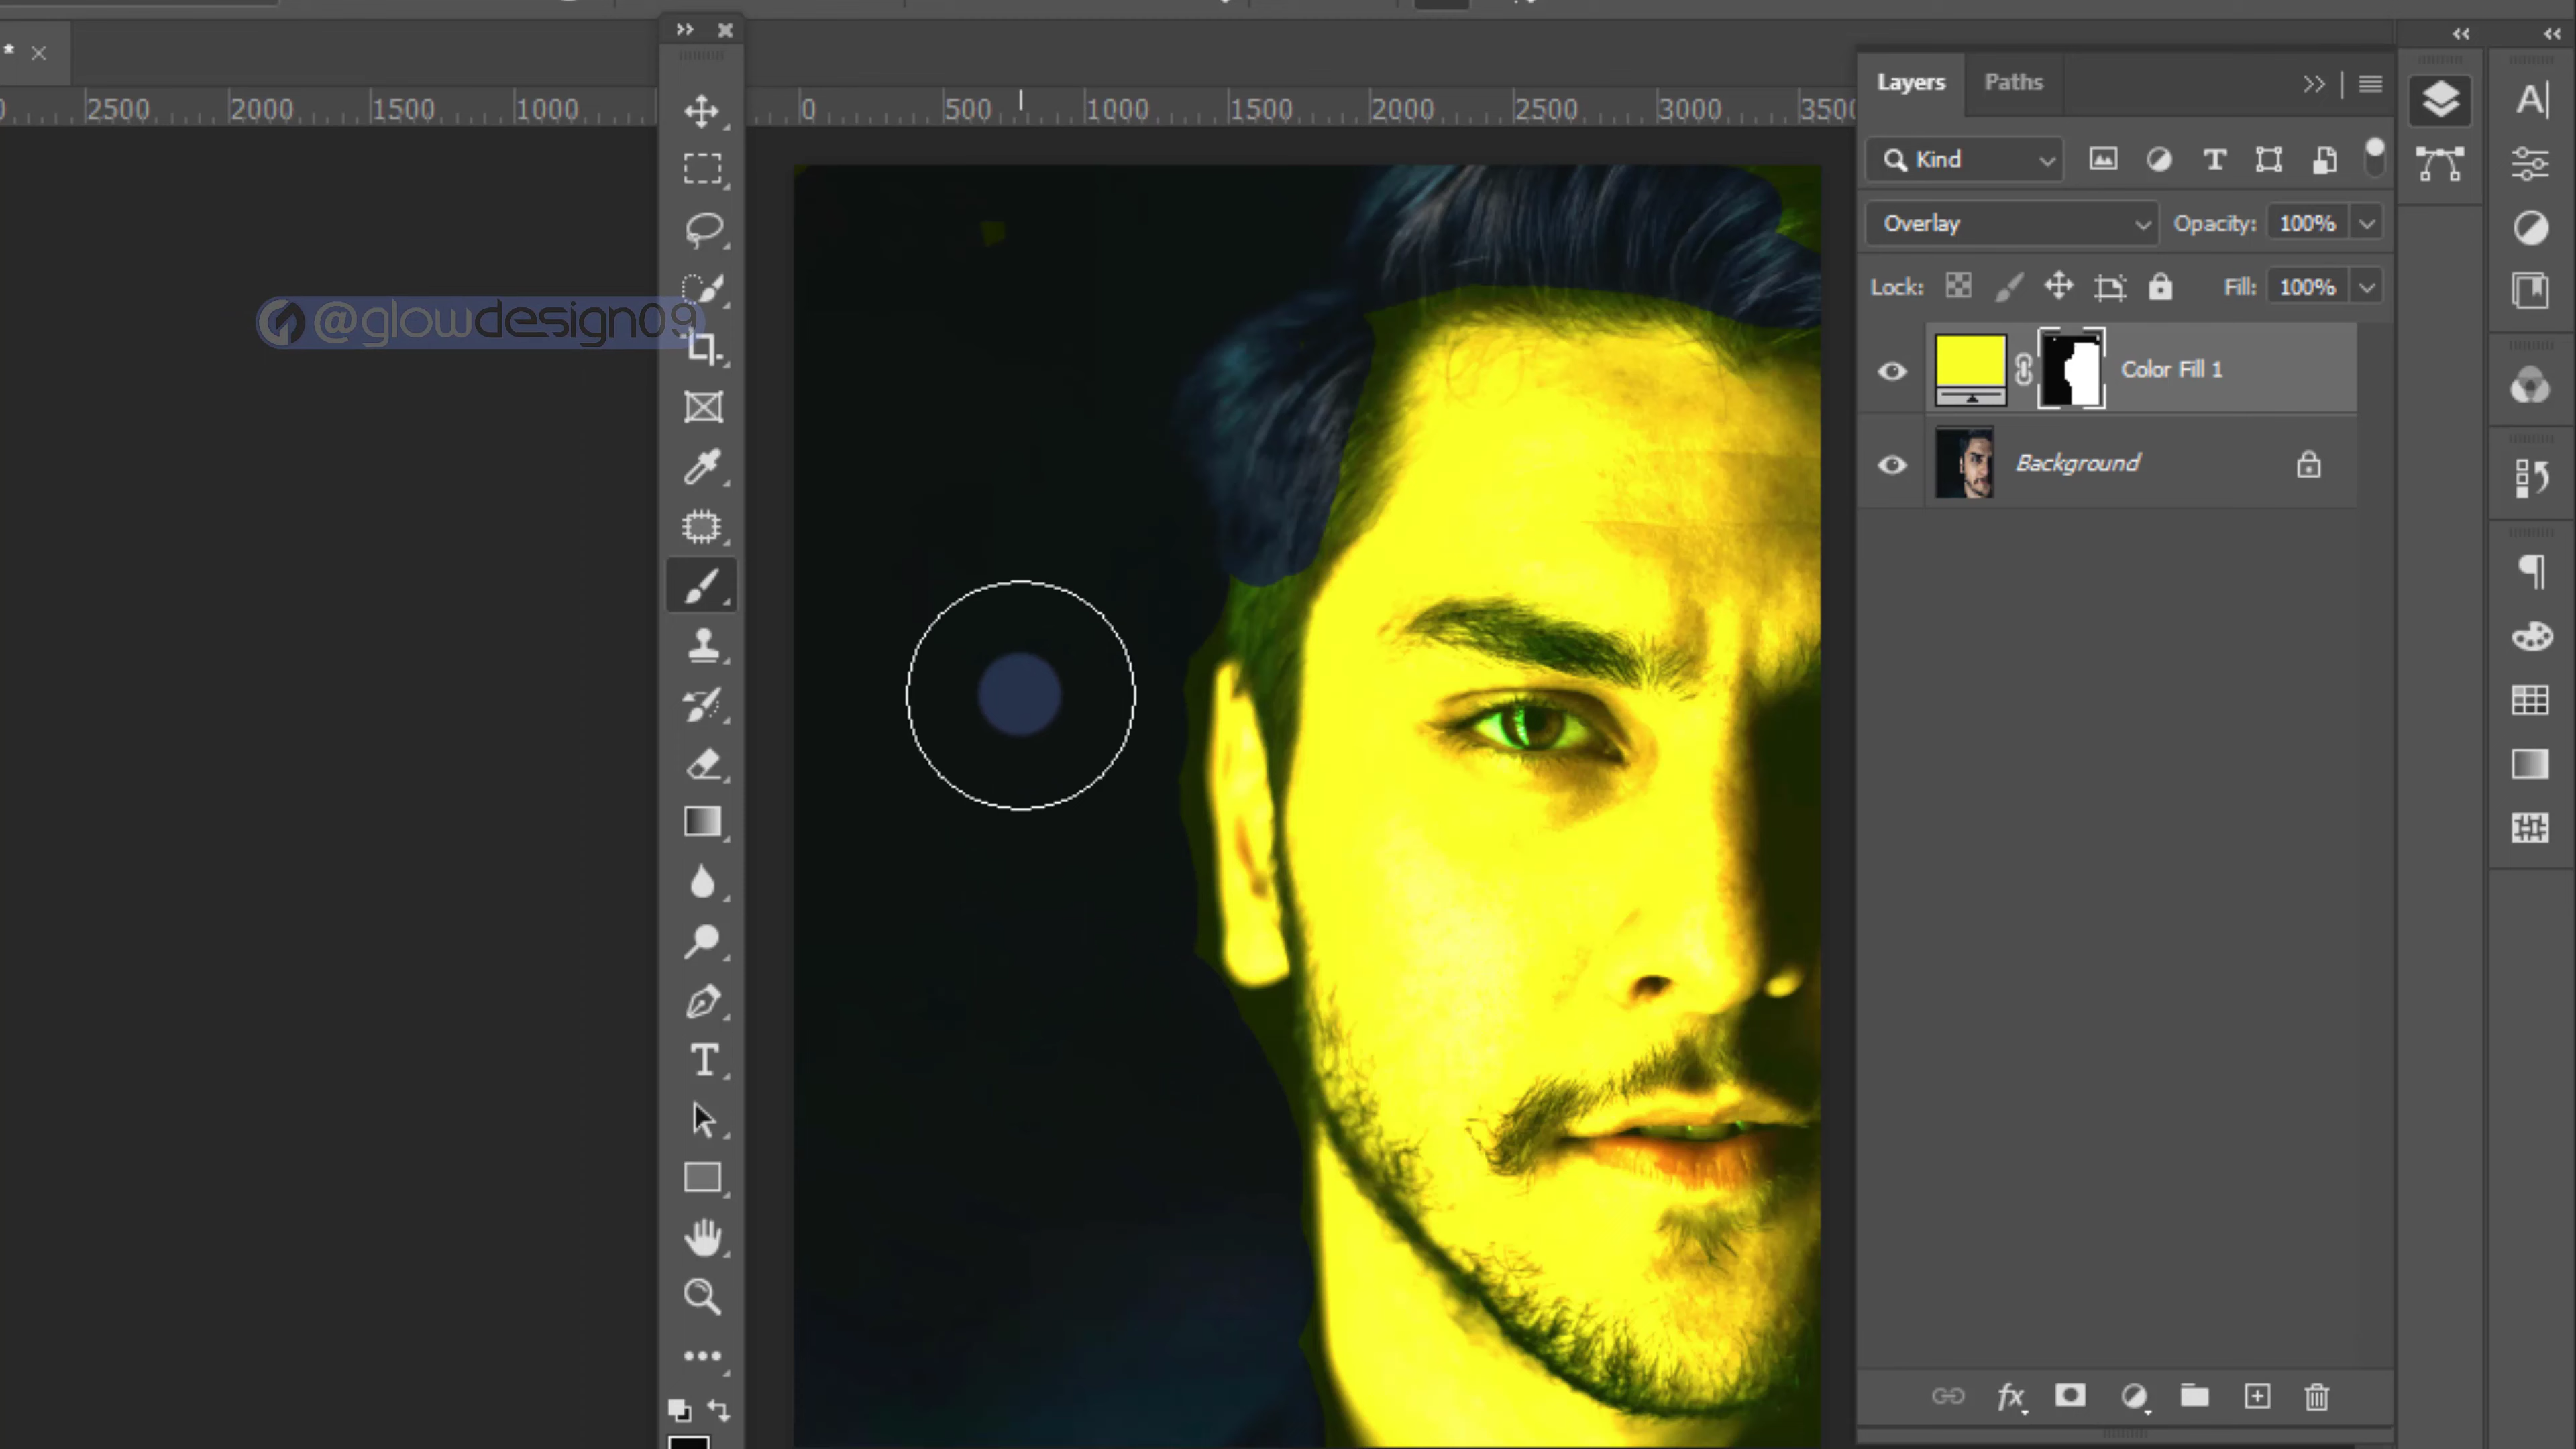 *
2500 2000 1500 1000 0 500 1000 1500 2000 2500 3000
Layers Paths
Kind
Overlay Opacity: 100%
Lock: Fill: 100%
@glowdesign09
Color Fill 1
Background